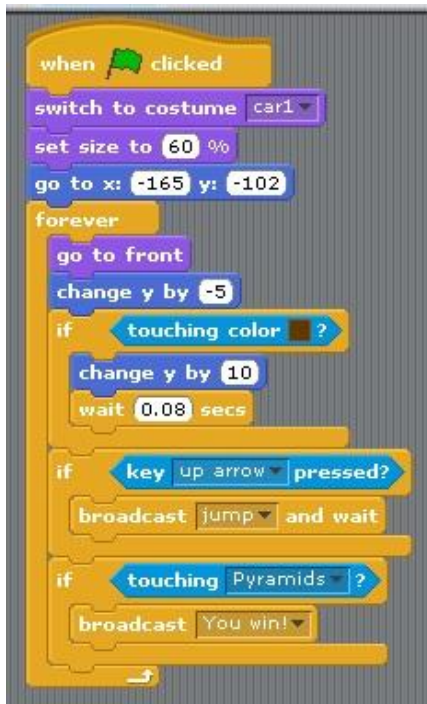 when clicked
switch to costume car1
set size to 60 %
go to x: -165 y: -102
forever
go to front
change y by -5
if touching color ?
change y by 10
wait 0.08 secs
if key up arrow pressed?
broadcast jump and wait
if touching Pyramids ?
broadcast You win!